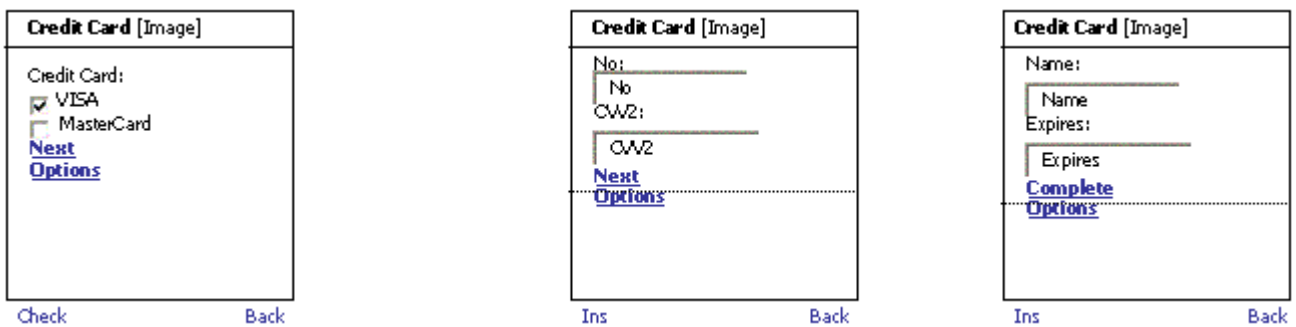 Credit Card [Image]
Credit Card:
VISA
MasterCard
Next
Options
Check Back
Credit Card [Image]
No:
No
CVV2:
CVV2
Next
Options
Ins Back
Credit Card [Image]
Name:
Name
Expires:
Expires
Complete
Options
Ins Back